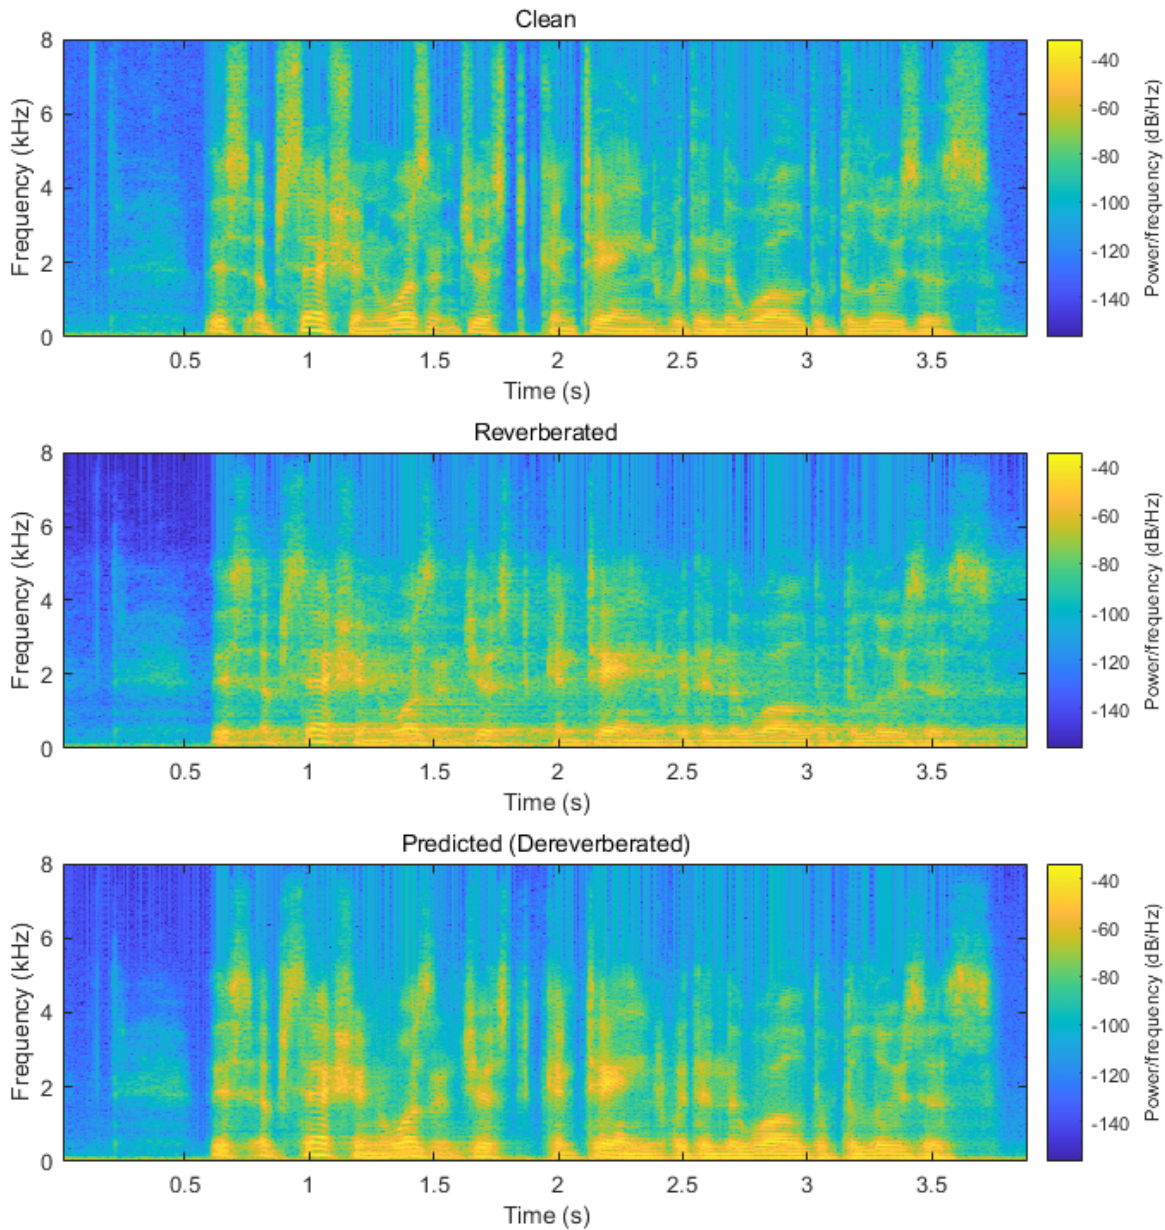 Clean
8
6
4
2
0
Frequency (kHz)
0.5 1 1.5 2 2.5 3 3.5
Time (s)
-40
-60
-80
-100
-120
-140
Power/frequency (dB/Hz)
Reverberated
8
6
4
2
0
Frequency (kHz)
0.5 1 1.5 2 2.5 3 3.5
Time (s)
-40
-60
-80
-100
-120
-140
Power/frequency (dB/Hz)
Predicted (Dereverberated)
8
6
4
2
0
Frequency (kHz)
0.5 1 1.5 2 2.5 3 3.5
Time (s)
-40
-60
-80
-100
-120
-140
Power/frequency (dB/Hz)